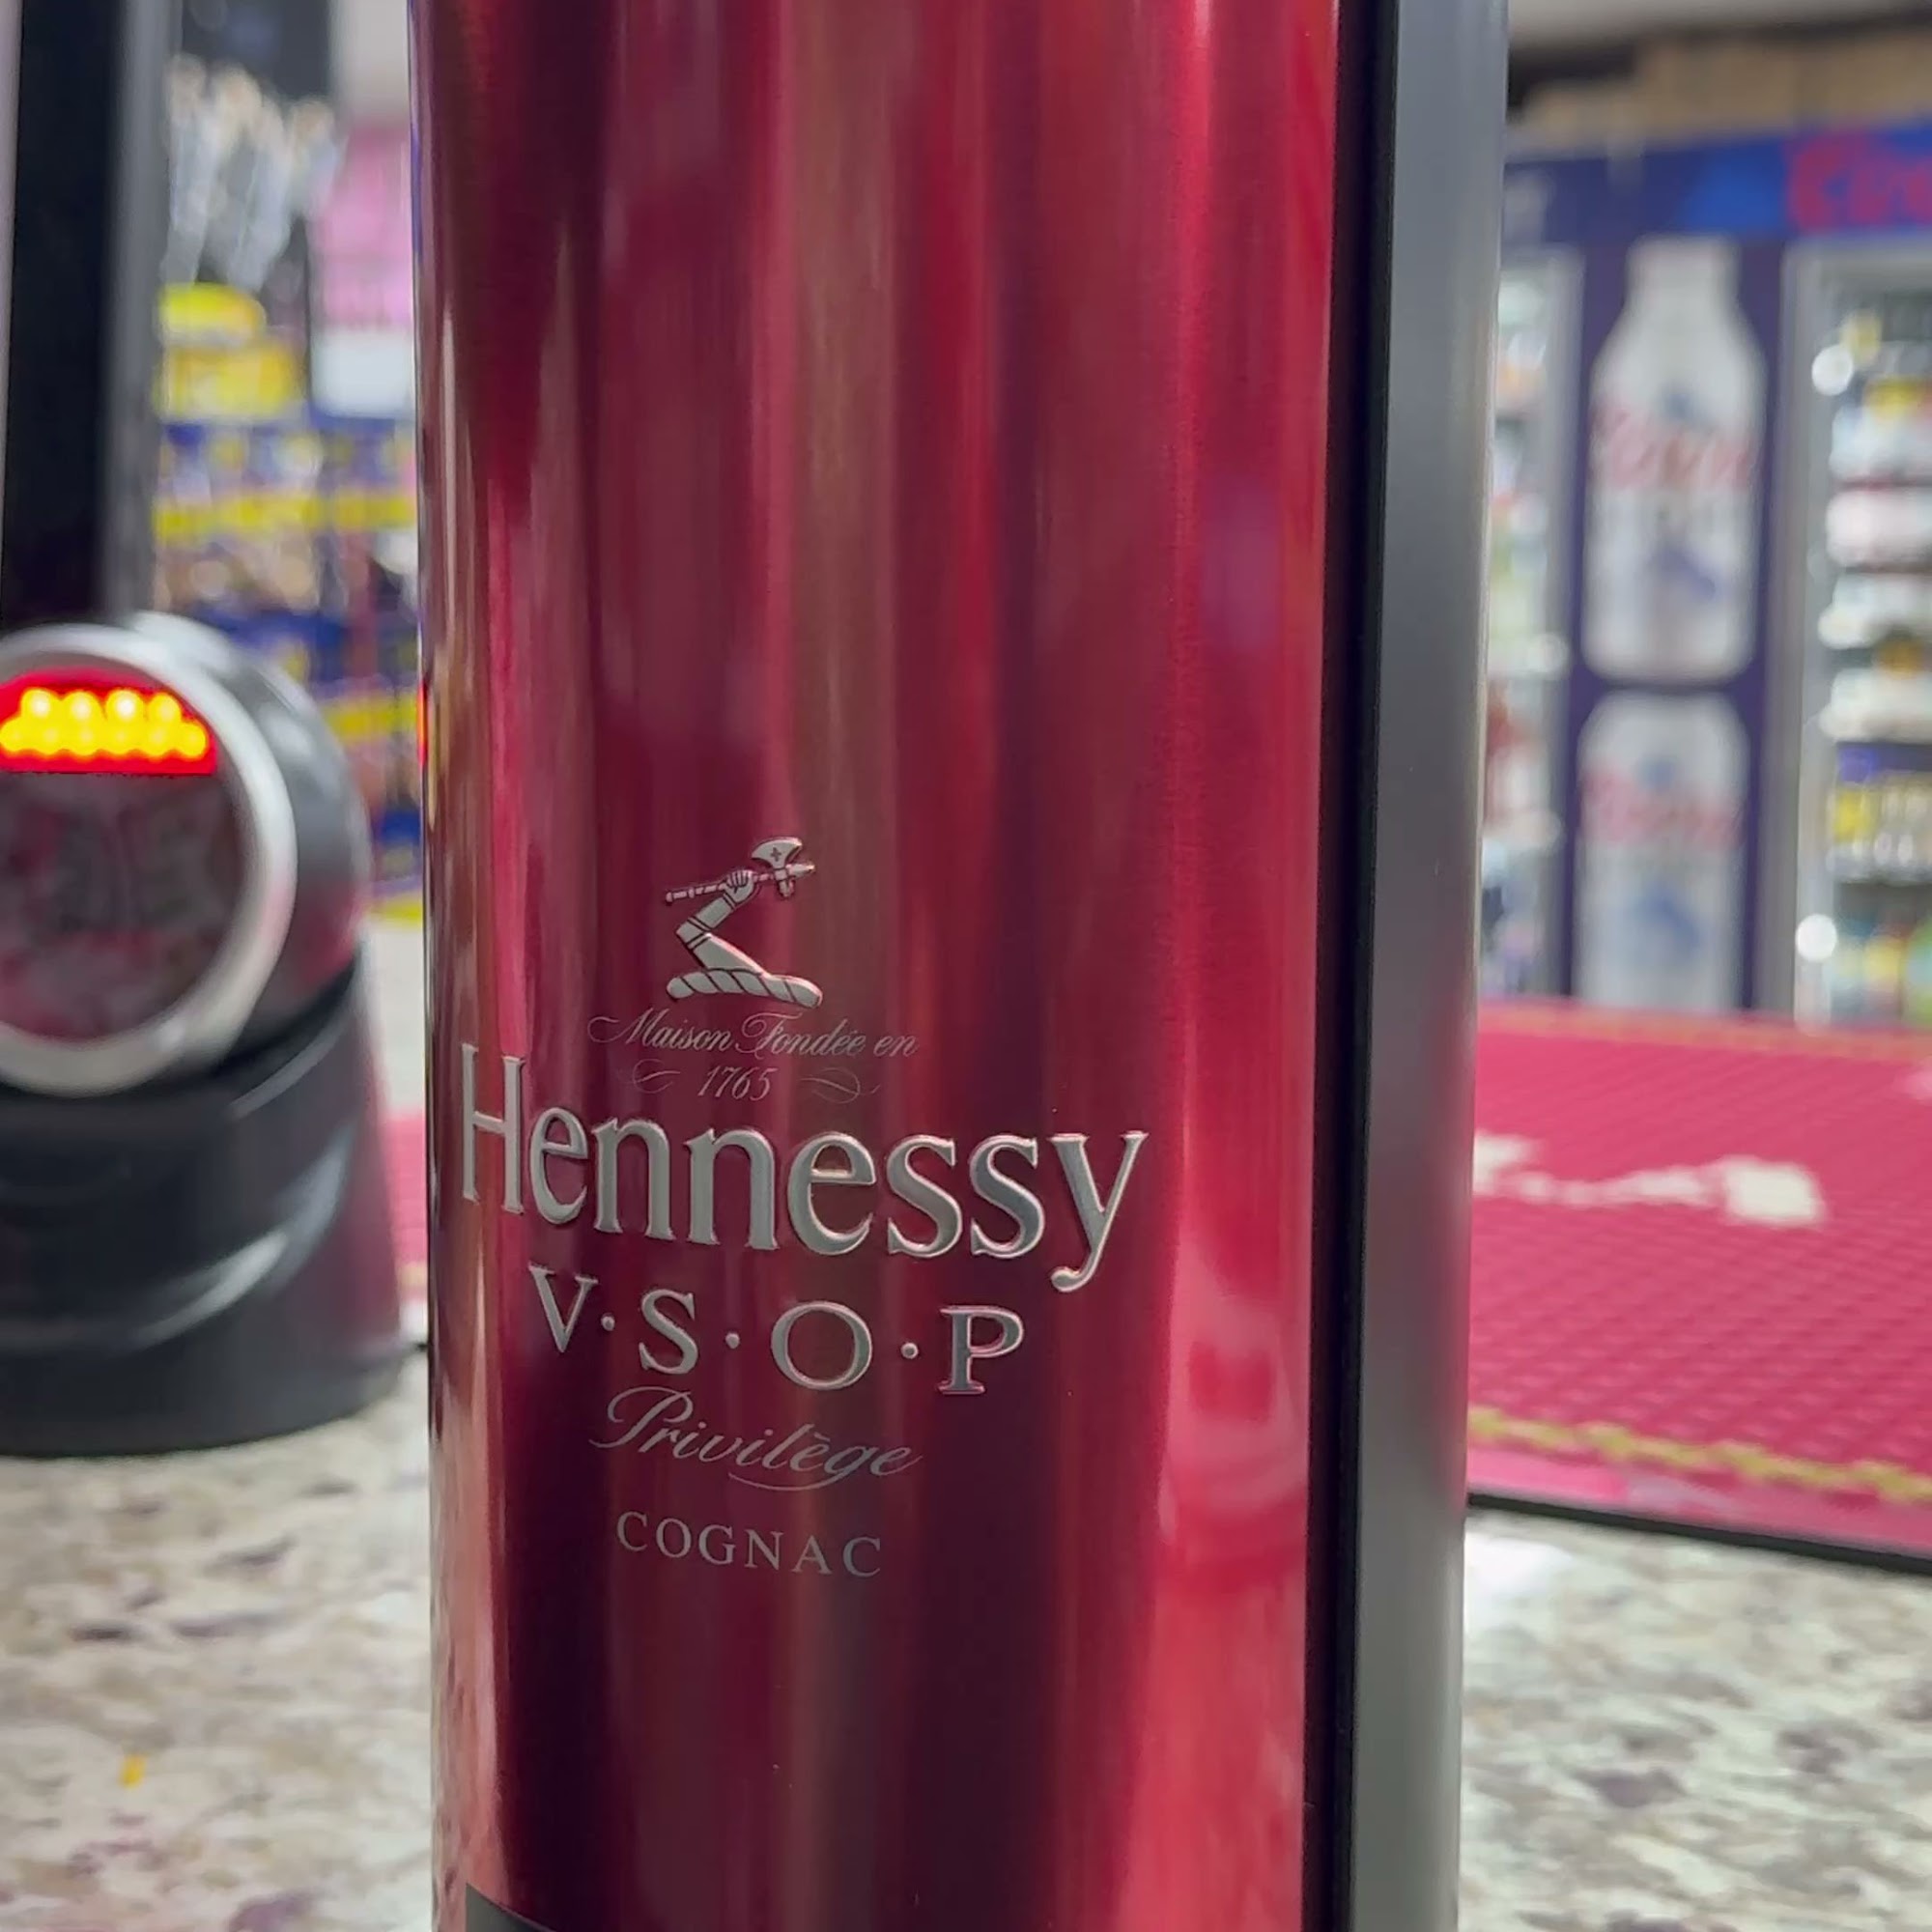 Maison Fondée en
1765
Hennessy
V·S·O·P
Privilège
COGNAC